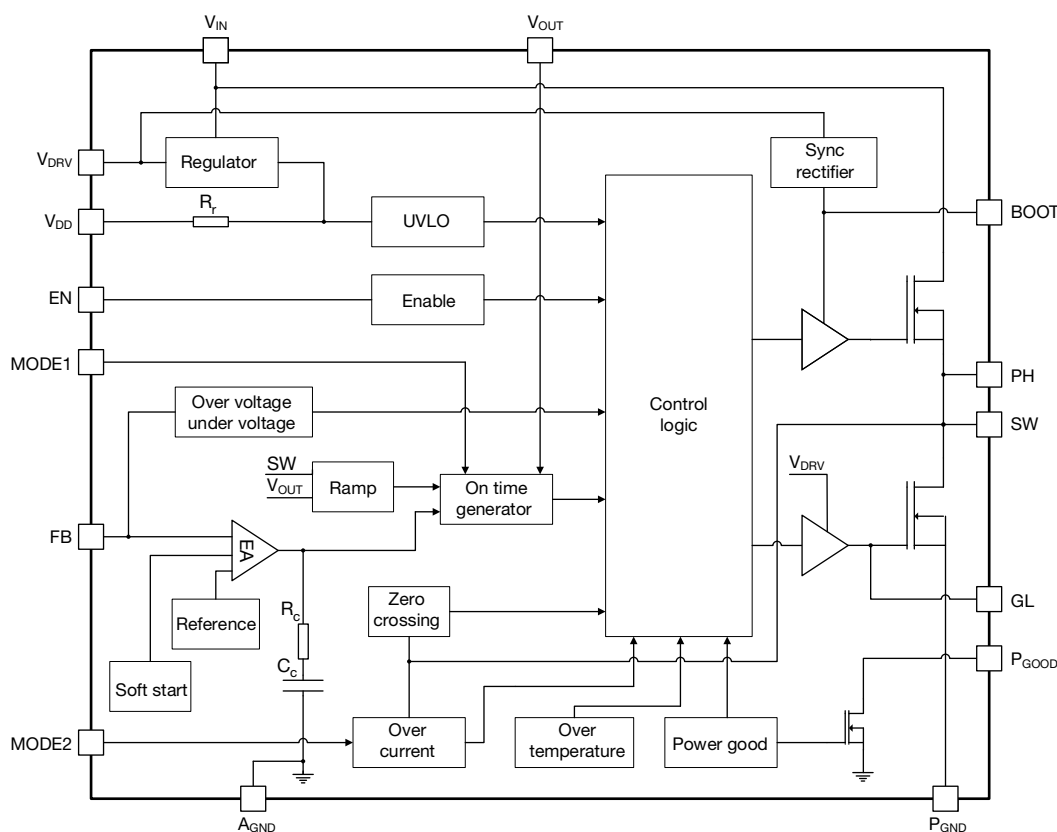 VIN
VOUT
VDRV
Regulator
Sync
rectifier
Rr
VDD
UVLO
BOOT
EN
Enable
MODE1
PH
Over voltage
under voltage
Control
logic
SW
SW
VOUT
Ramp
On time
generator
VDRV
FB
EA
Reference
Rc
Zero
crossing
GL
Soft start
Cc
PGOOD
MODE2
Over
current
Over
temperature
Power good
AGND
PGND